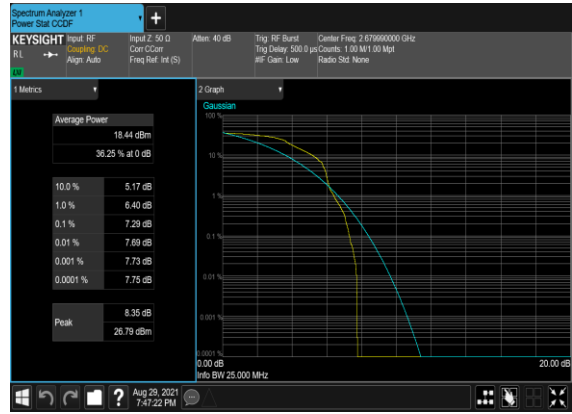 Spectrum Analyzer 1
Power Stat CCDF
+
KEYSIGHT
RL
Input: RF
Coupling: DC
Align: Auto
Input Z: 50 Ω
Corr CCorr
Freq Ref: Int (S)
Atten: 40 dB
Trig: RF Burst
Trig Delay: 500.0 µs
#IF Gain: Low
Center Freq: 2.679990000 GHz
Counts: 1.00 M/1.00 Mpt
Radio Std: None
1 Metrics
Average Power
18.44 dBm
36.25 % at 0 dB
10.0 % 5.17 dB
1.0 % 6.40 dB
0.1 % 7.29 dB
0.01 % 7.69 dB
0.001 % 7.73 dB
0.0001 % 7.75 dB
Peak
8.35 dB
26.79 dBm
2 Graph
Gaussian
100 %
10 %
1 %
0.1 %
0.01 %
0.001 %
0.0001 %
0.00 dB 20.00 dB
Info BW 25.000 MHz
?
Aug 29, 2021
7:47:22 PM